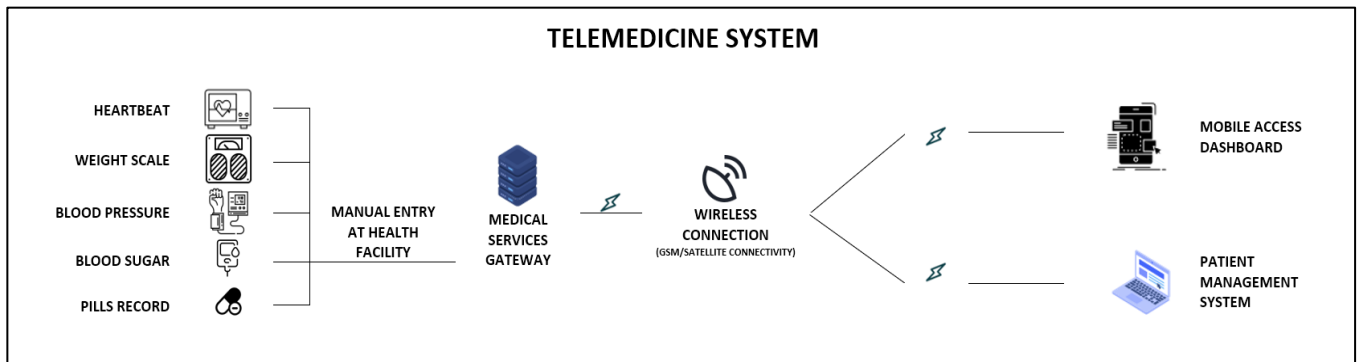 TELEMEDICINE SYSTEM
HEARTBEAT
WEIGHT SCALE
BLOOD PRESSURE
BLOOD SUGAR
PILLS RECORD
MANUAL ENTRY
AT HEALTH
FACILITY
MEDICAL
SERVICES
GATEWAY
WIRELESS
CONNECTION
(GSM/SATELLITE CONNECTIVITY)
MOBILE ACCESS
DASHBOARD
PATIENT
MANAGEMENT
SYSTEM